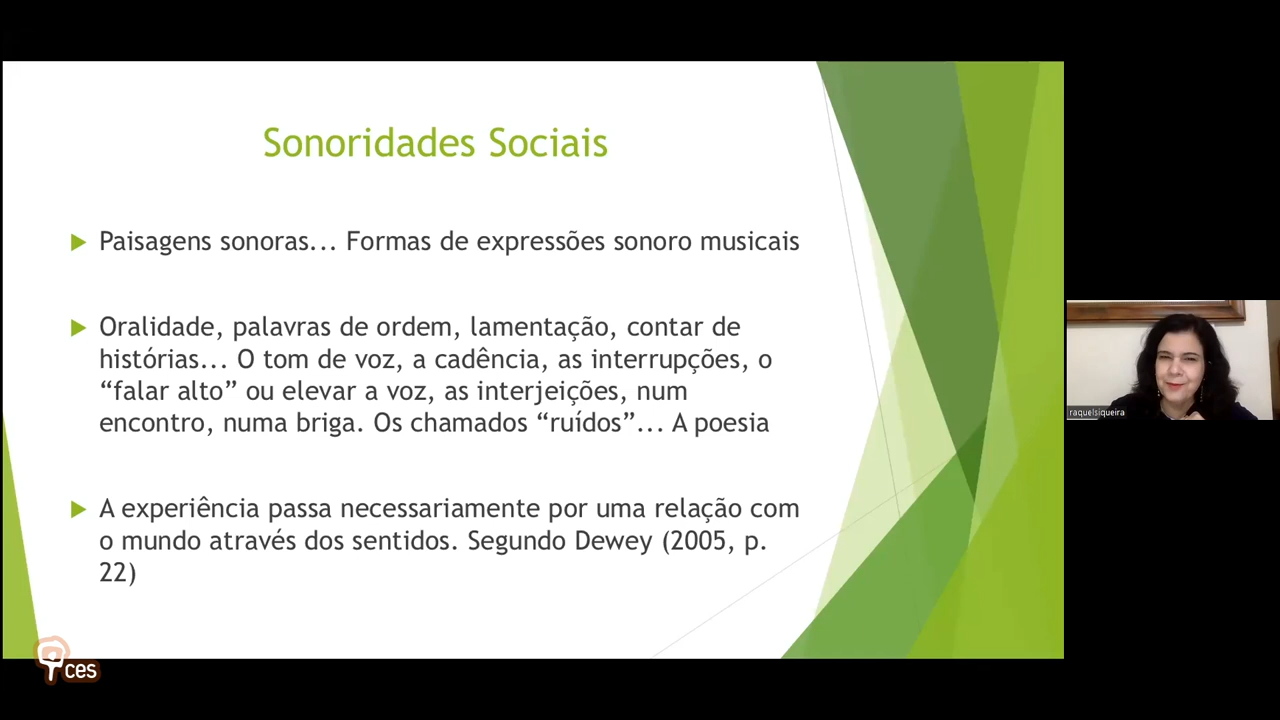 Sonoridades Sociais
Paisagens sonoras... Formas de expressões sonoro musicais
Oralidade, palavras de ordem, lamentação, contar de
histórias... O tom de voz, a cadência, as interrupções, o
“falar alto” ou elevar a voz, as interjeições, num
encontro, numa briga. Os chamados “ruídos”... A poesia
A experiência passa necessariamente por uma relação com
o mundo através dos sentidos. Segundo Dewey (2005, p.
22)
raquelsiqueira
ces